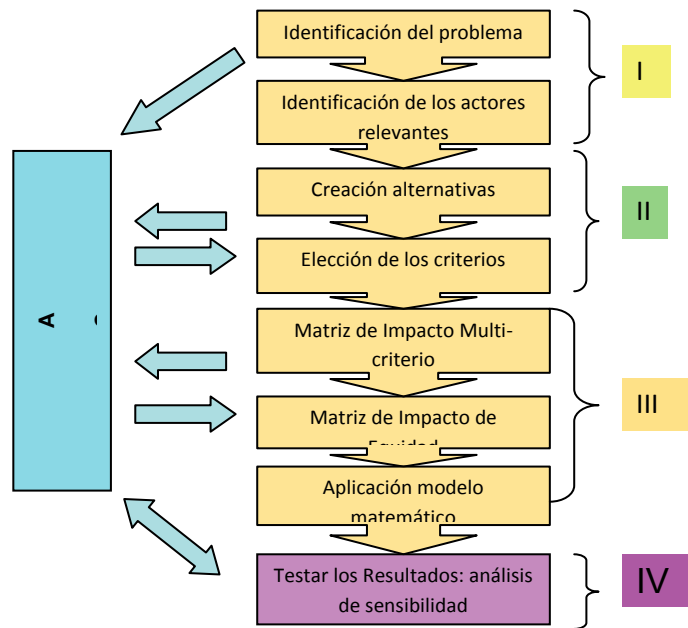 Identificación del problema
I
Identificación de los actores
relevantes
Creación alternativas
II
Elección de los criterios
A
Matriz de Impacto Multi-
criterio
III
Matriz de Impacto de
Equidad
Aplicación modelo
matemático
Testar los Resultados: análisis
de sensibilidad
IV